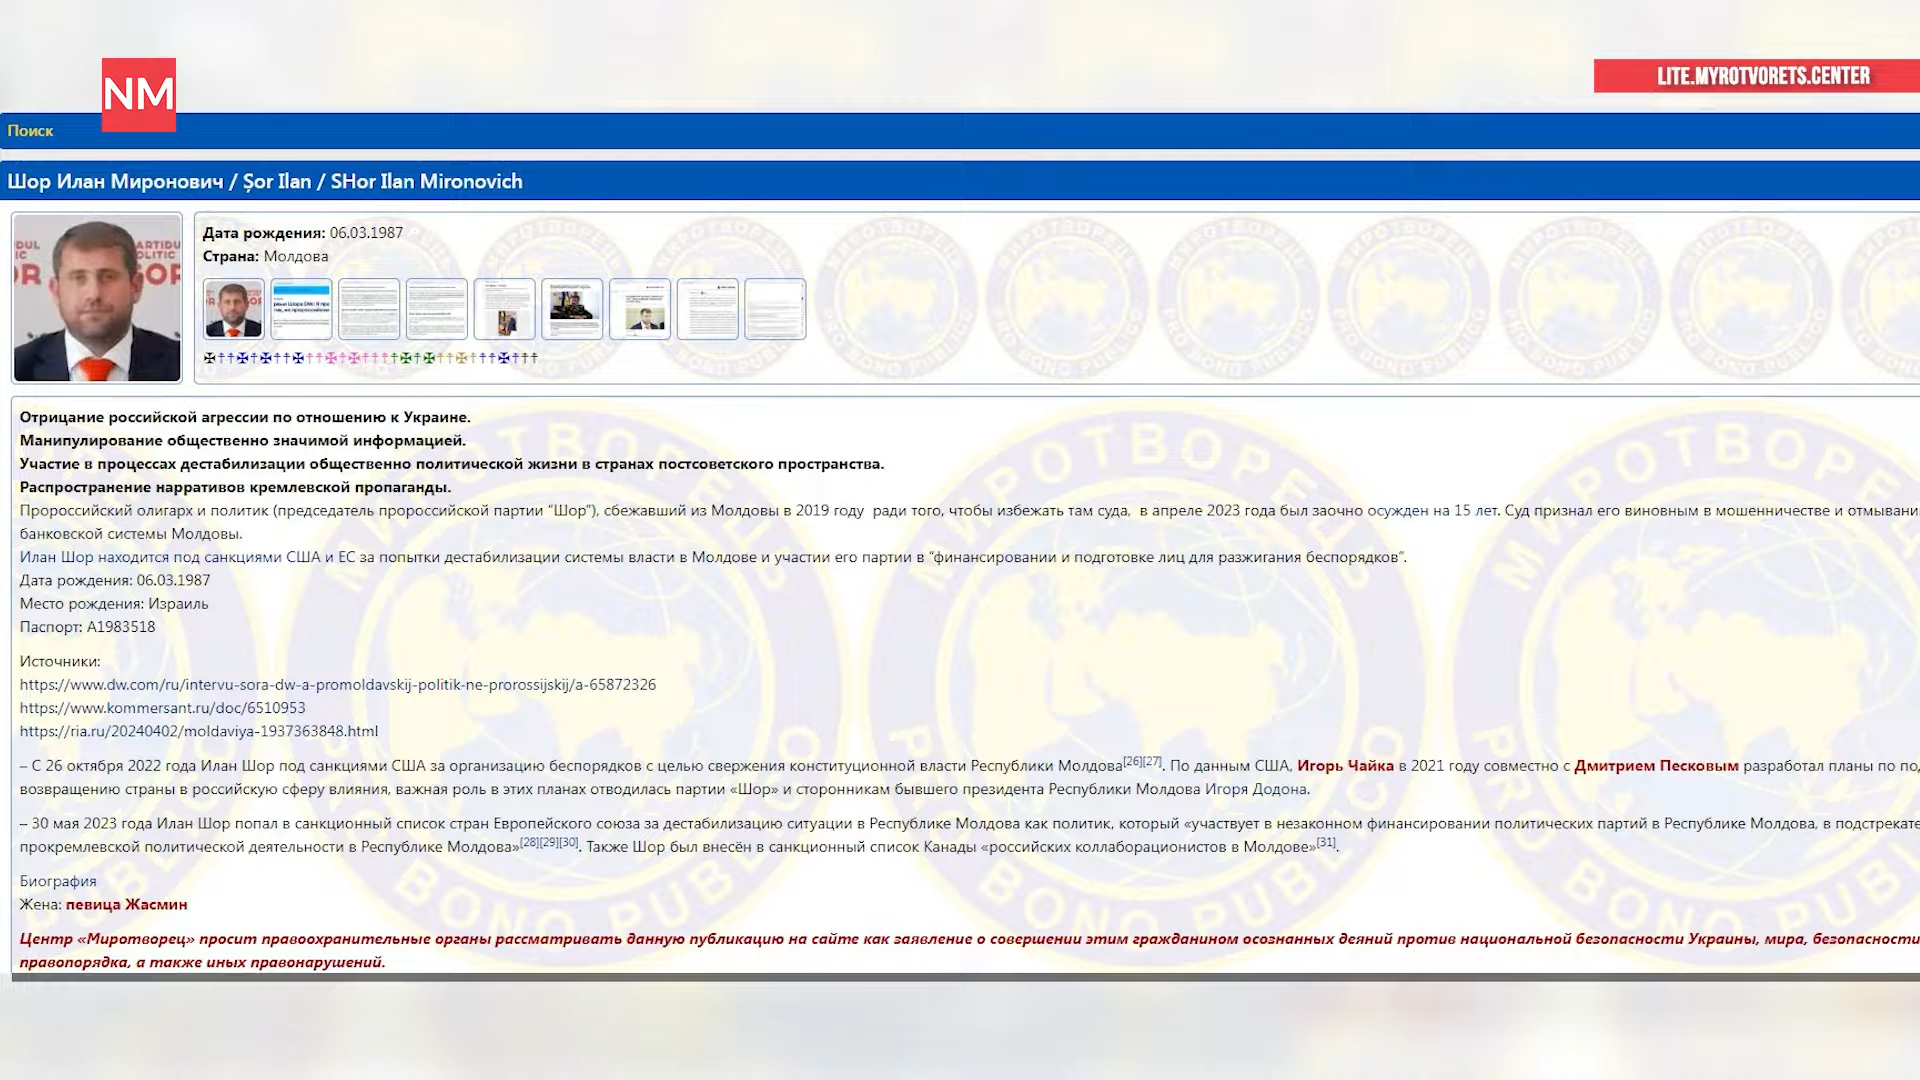 NM
LITE.MYROTVORETS.CENTER
Поиск
Шор Илан Миронович / Șor Ilan / SHor Ilan Mironovich
Дата рождения: 06.03.1987
Страна: Молдова
Отрицание российской агрессии по отношению к Украине.
Манипулирование общественно значимой информацией.
Участие в процессах дестабилизации общественно политической жизни в странах постсоветского пространства.
Распространение нарративов кремлевской пропаганды.
Пророссийский олигарх и политик (председатель пророссийской партии “Шор”), сбежавший из Молдовы в 2019 году ради того, чтобы избежать там суда, в апреле 2023 года был заочно осужден на 15 лет. Суд признал его виновным в мошенничестве и отмывани
банковской системы Молдовы.
Илан Шор находится под санкциями США и ЕС за попытки дестабилизации системы власти в Молдове и участии его партии в “финансировании и подготовке лиц для разжигания беспорядков”.
Дата рождения: 06.03.1987
Место рождения: Израиль
Паспорт: A1983518
Источники:
https://www.dw.com/ru/intervu-sora-dw-a-promoldavskij-politik-ne-prorossijskij/a-65872326
https://www.kommersant.ru/doc/6510953
https://ria.ru/20240402/moldaviya-1937363848.html
– С 26 октября 2022 года Илан Шор под санкциями США за организацию беспорядков с целью свержения конституционной власти Республики Молдова[26][27]. По данным США, Игорь Чайка в 2021 году совместно с Дмитрием Песковым разработал планы по по
возвращению страны в российскую сферу влияния, важная роль в этих планах отводилась партии «Шор» и сторонникам бывшего президента Республики Молдова Игоря Додона.
– 30 мая 2023 года Илан Шор попал в санкционный список стран Европейского союза за дестабилизацию ситуации в Республике Молдова как политик, который «участвует в незаконном финансировании политических партий в Республике Молдова, в подстрекате
прокремлевской политической деятельности в Республике Молдова»[28][29][30]. Также Шор был внесён в санкционный список Канады «российских коллаборационистов в Молдове»[31].
Биография
Жена: певица Жасмин
Центр «Миротворец» просит правоохранительные органы рассматривать данную публикацию на сайте как заявление о совершении этим гражданином осознанных деяний против национальной безопасности Украины, мира, безопасности
правопорядка, а также иных правонарушений.
МИРОТВОРЕЦЬ
PRO BONO PUBLICO